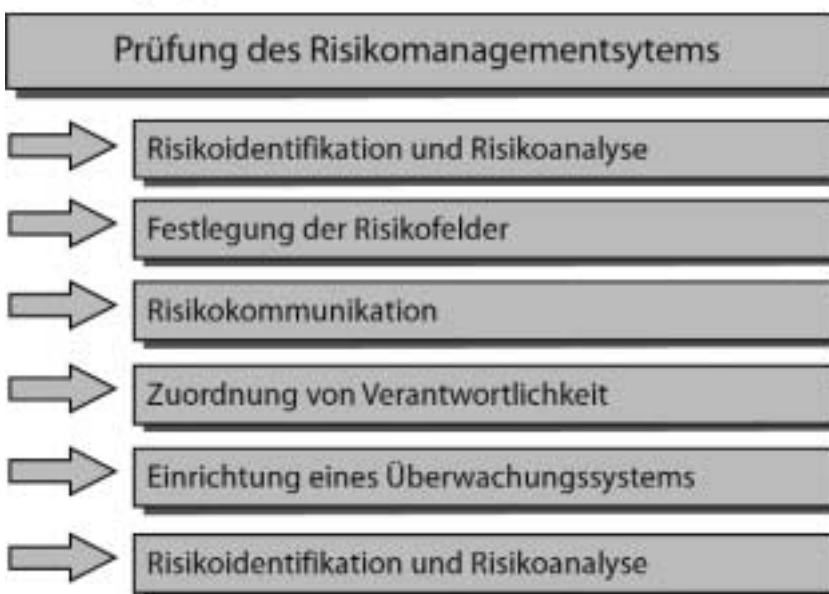 Prüfung des Risikomanagementsytems
Risikoidentifikation und Risikoanalyse
Festlegung der Risikofelder
Risikokommunikation
Zuordnung von Verantwortlichkeit
Einrichtung eines Überwachungssystems
Risikoidentifikation und Risikoanalyse